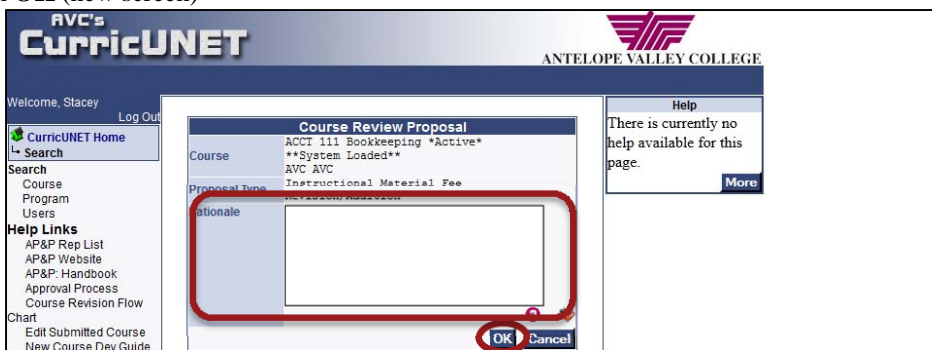 OK (new screen)
AVC's
CurricUNET
ANTELOPE VALLEY COLLEGE
Welcome, Stacey
Log Out
CurricUNET Home
Search
Search
Course
Program
Users
Help Links
AP&P Rep List
AP&P Website
AP&P: Handbook
Approval Process
Course Revision Flow
Chart
Edit Submitted Course
New Course Dev Guide
Course Review Proposal
Course
ACCT 111 Bookkeeping *Active*
**System Loaded**
AVC AVC
Proposal Type
Instructional Material Fee
Revision/Addition
Rationale
OK
Cancel
Help
There is currently no
help available for this
page.
More